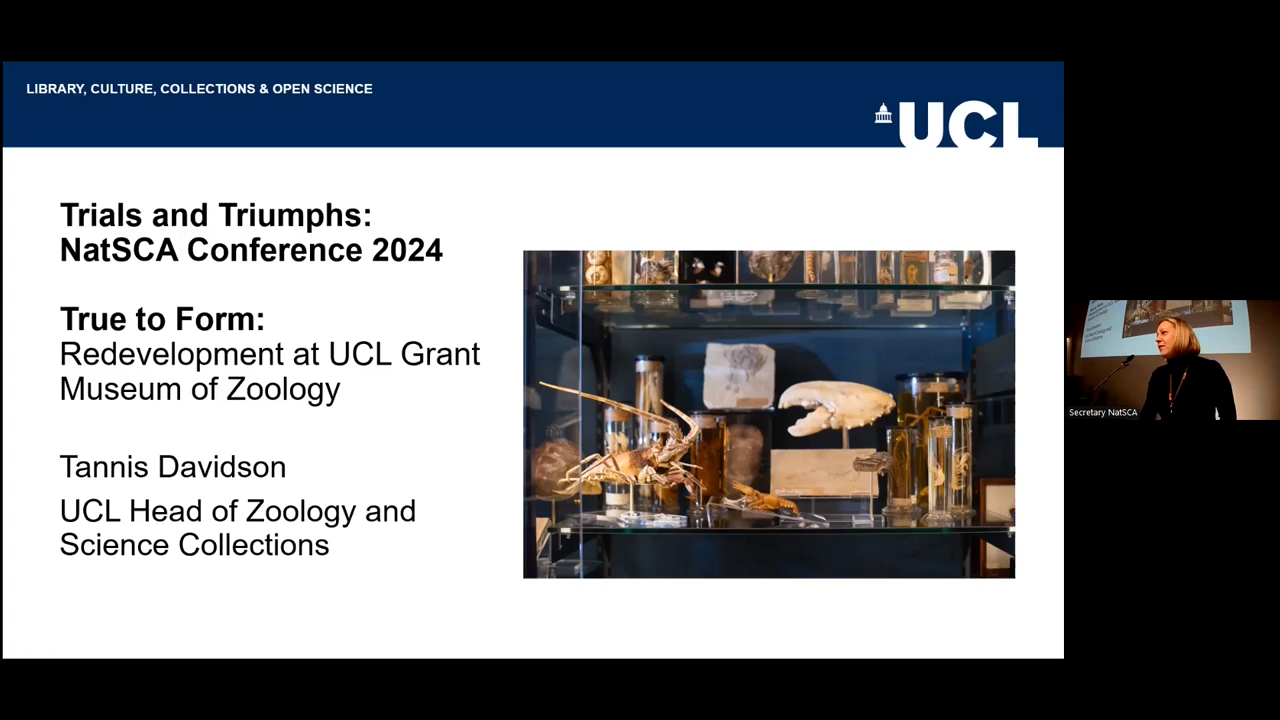 LIBRARY, CULTURE, COLLECTIONS & OPEN SCIENCE
UCL
Trials and Triumphs:
NatSCA Conference 2024
True to Form:
Redevelopment at UCL Grant
Museum of Zoology
Tannis Davidson
UCL Head of Zoology and
Science Collections
Secretary NatSCA